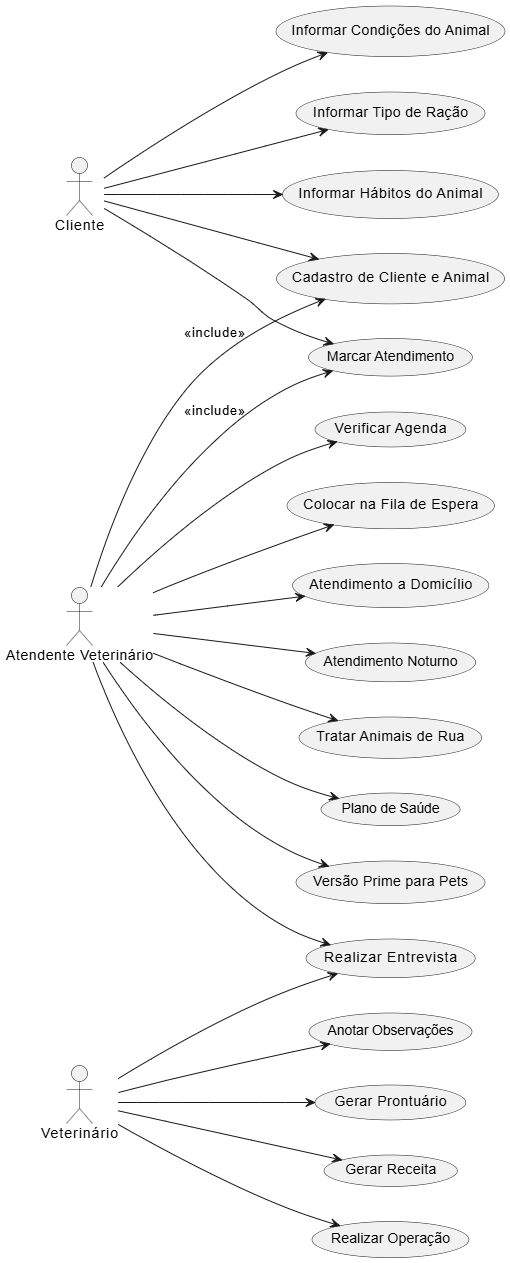 Informar Condições do Animal
Informar Tipo de Ração
Informar Hábitos do Animal
Cliente
Cadastro de Cliente e Animal
«include»
Marcar Atendimento
«include»
Verificar Agenda
Colocar na Fila de Espera
Atendimento a Domicílio
Atendente Veterinário
Atendimento Noturno
Tratar Animais de Rua
Plano de Saúde
Versão Prime para Pets
Realizar Entrevista
Anotar Observações
Gerar Prontuário
Veterinário
Gerar Receita
Realizar Operação